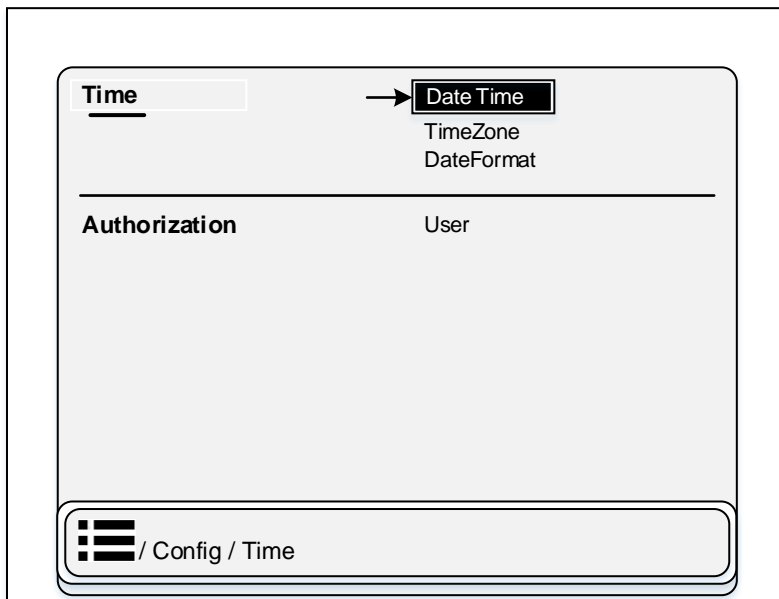 Time
Date Time
TimeZone
DateFormat
Authorization
User
/ Config / Time